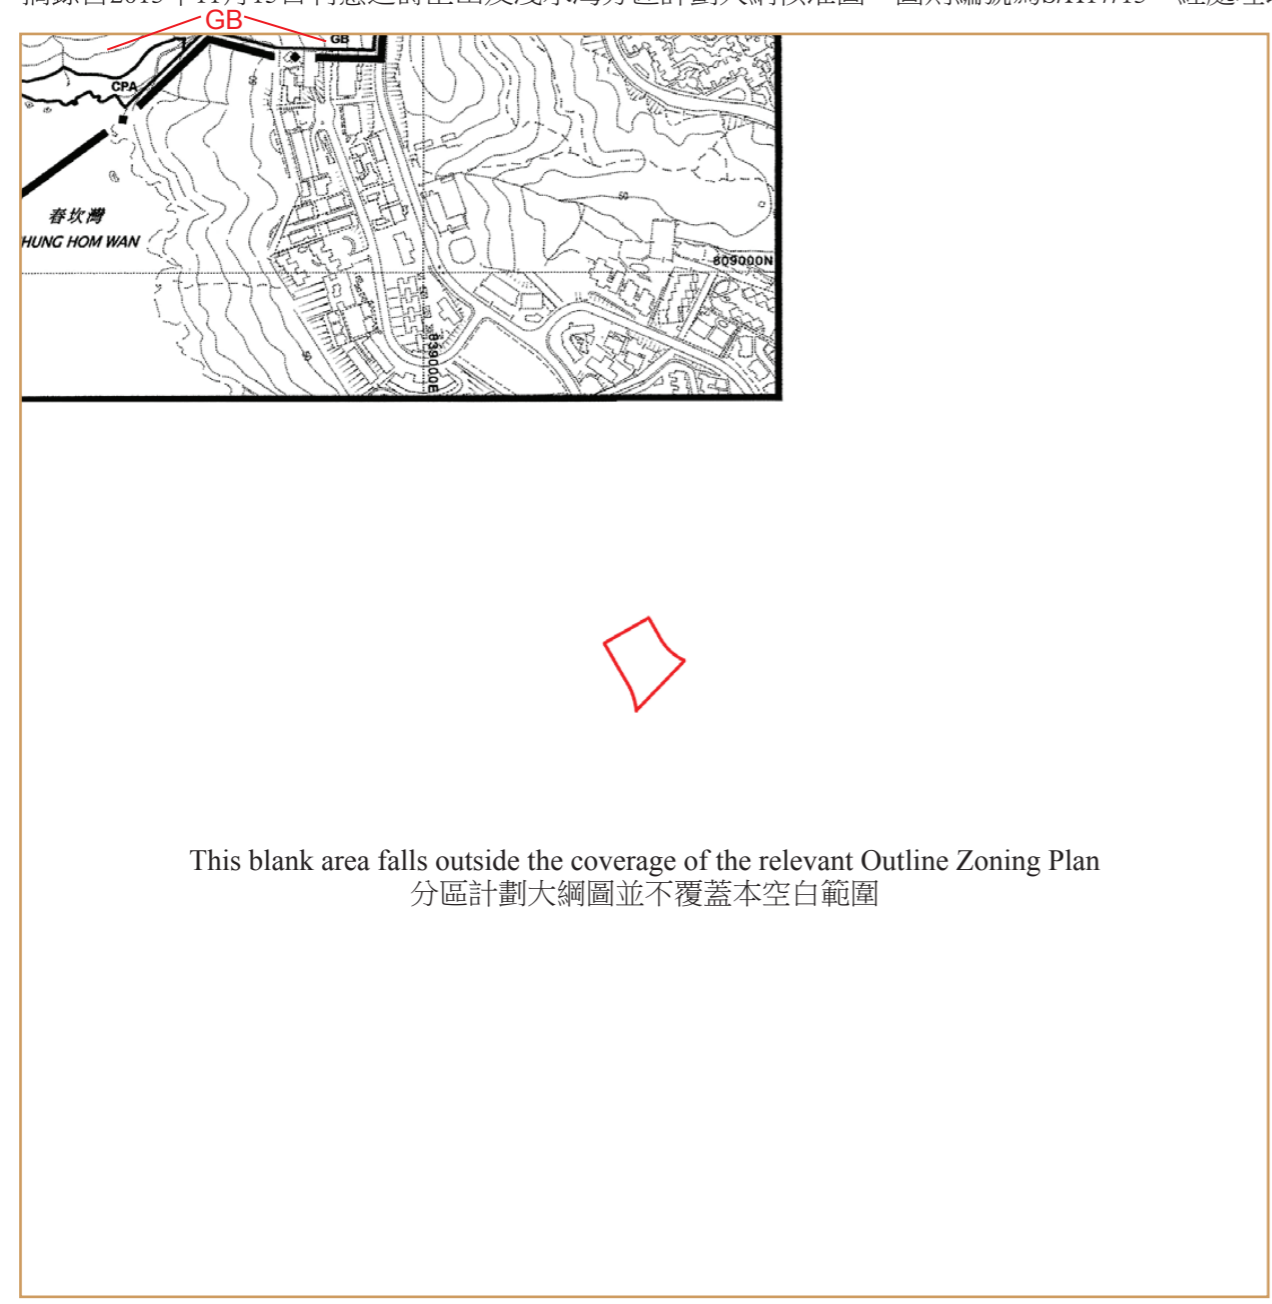 GB
GB
CPA
50
春坎灣
HUNG HOM WAN
50
809000N
839000E
50
This blank area falls outside the coverage of the relevant Outline Zoning Plan
分區計劃大綱圖並不覆蓋本空白範圍